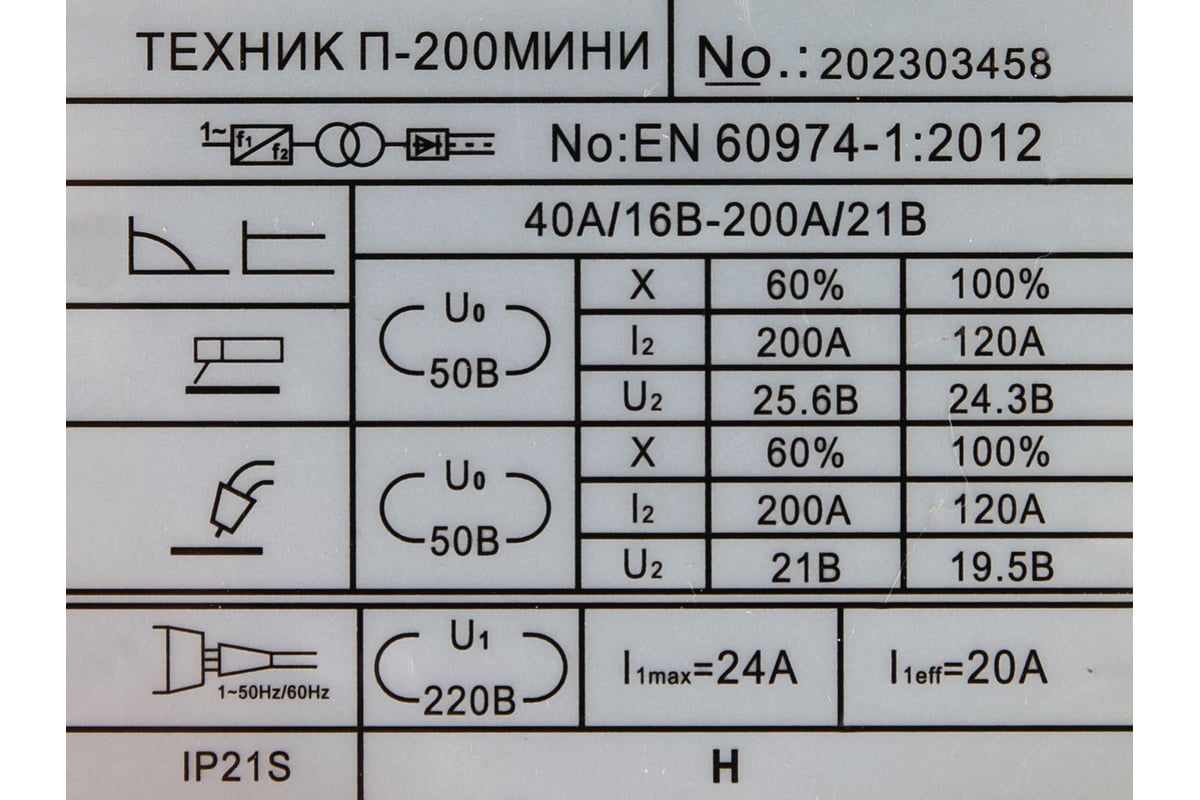 ТЕХНИК П-200МИНИ No.: 202303458
1~ f1 f2 No:EN 60974-1:2012
40А/16В-200А/21В
U0 50В
X 60% 100%
I2 200А 120А
U2 25.6В 24.3В
U0 50В
X 60% 100%
I2 200А 120А
U2 21В 19.5В
1~50Hz/60Hz
U1 220В
I1max=24А I1eff=20А
IP21S H